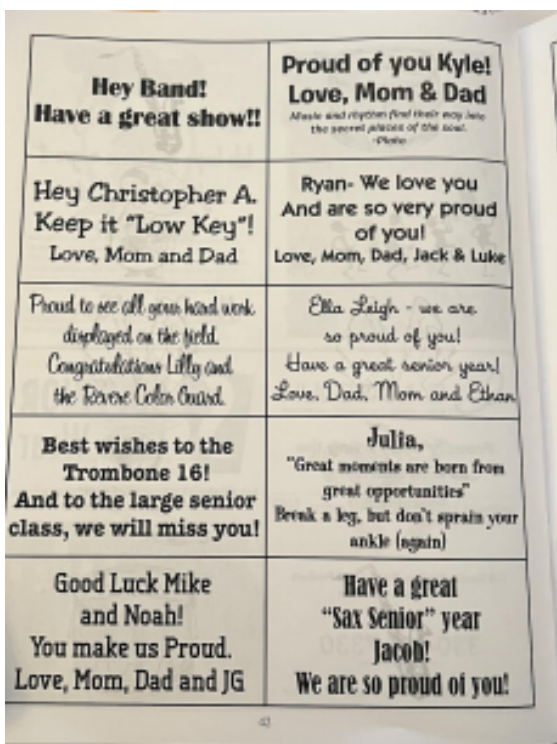 Hey Band!
Have a great show!!
Proud of you Kyle!
Love, Mom & Dad
Music and rhythm find their way into
the secret places of the soul.
-Plato
Hey Christopher A.
Keep it "Low Key"!
Love, Mom and Dad
Ryan- We love you
And are so very proud
of you!
Love, Mom, Dad, Jack & Luke
Proud to see all your hard work
displayed on the field.
Congratulations Lilly and
the Revere Color Guard.
Ella Leigh - we are
so proud of you!
Have a great senior year!
Love, Dad, Mom and Ethan
Best wishes to the
Trombone 16!
And to the large senior
class, we will miss you!
Julia,
"Great moments are born from
great opportunities"
Break a leg, but don't sprain your
ankle (again)
Good Luck Mike
and Noah!
You make us Proud.
Love, Mom, Dad and JG
Have a great
"Sax Senior" year
Jacob!
We are so proud of you!